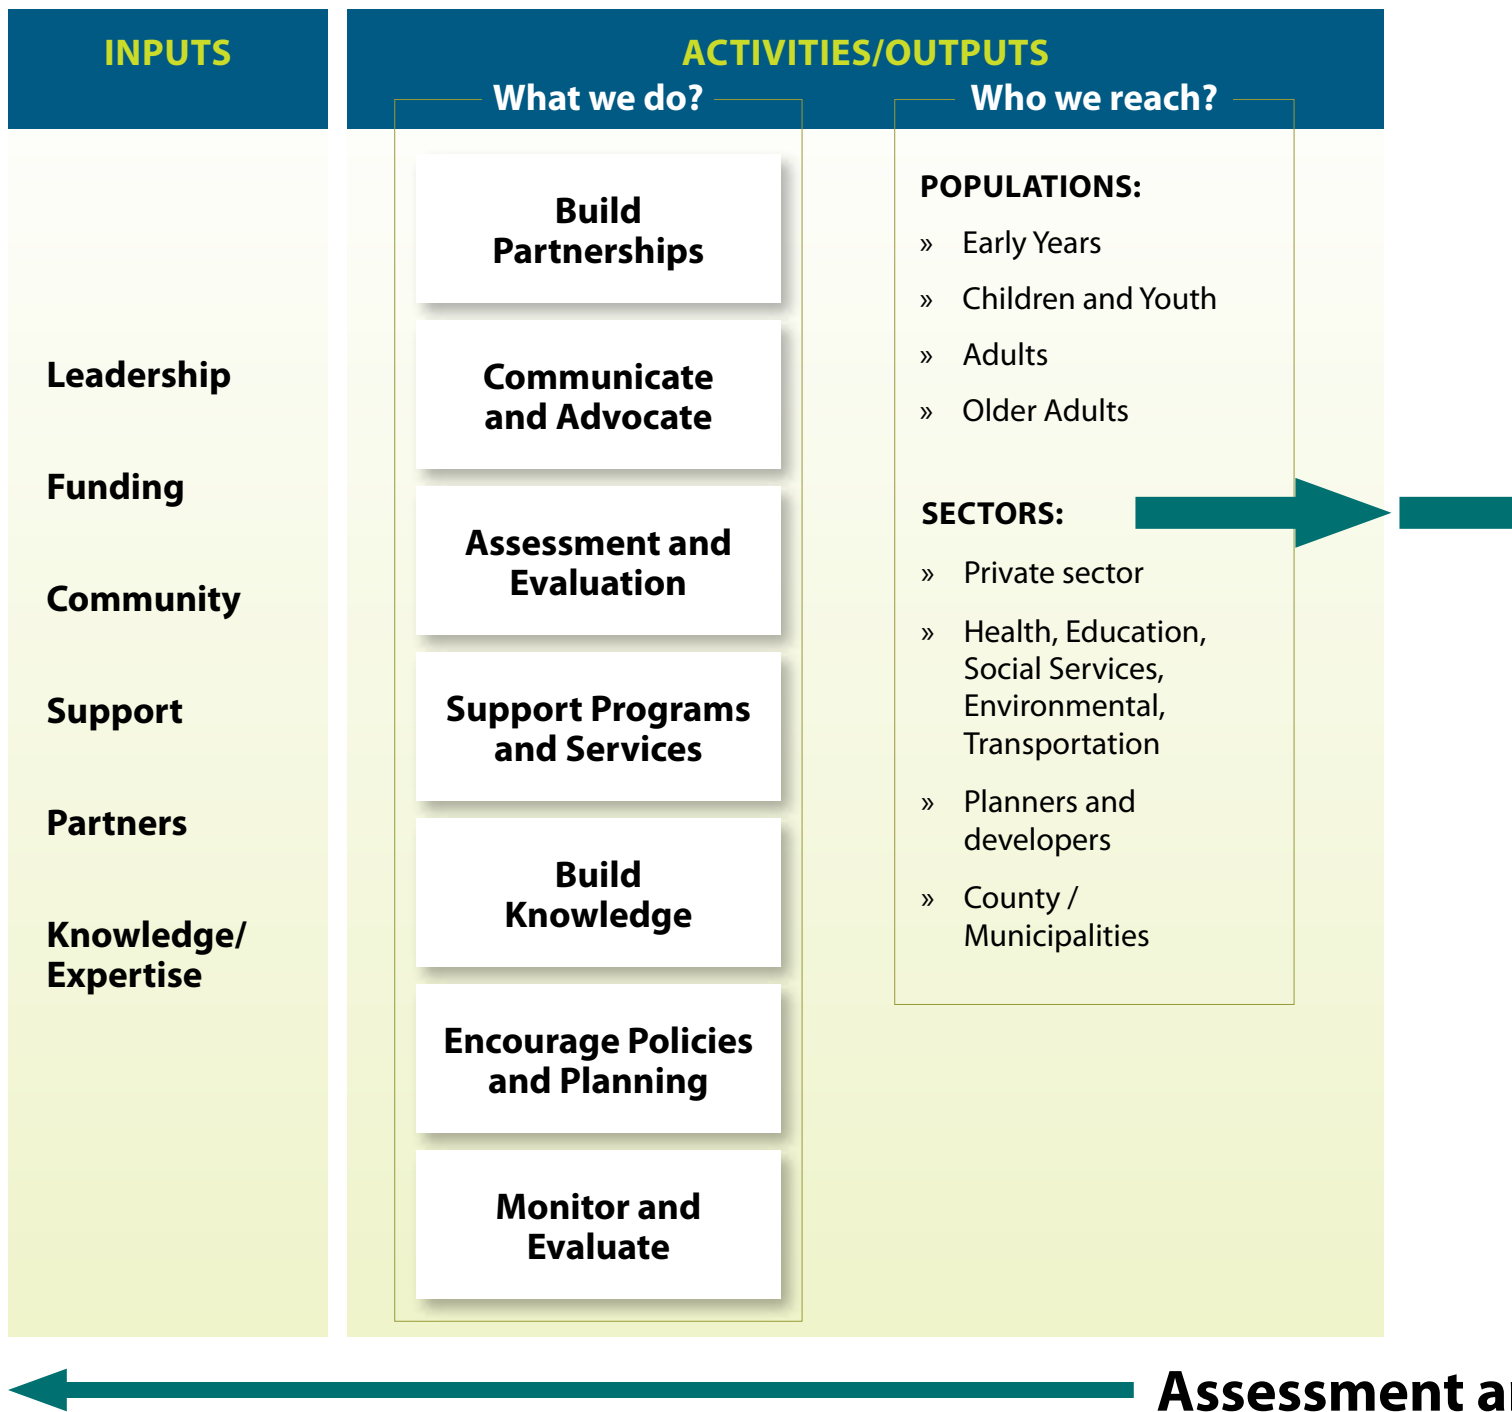 INPUTS
Leadership
Funding
Community
Support
Partners
Knowledge/
Expertise
ACTIVITIES/OUTPUTS
What we do?
Build
Partnerships
Communicate
and Advocate
Assessment and
Evaluation
Support Programs
and Services
Build
Knowledge
Encourage Policies
and Planning
Monitor and
Evaluate
Who we reach?
POPULATIONS:
» Early Years
» Children and Youth
» Adults
» Older Adults
SECTORS:
» Private sector
» Health, Education,
Social Services,
Environmental,
Transportation
» Planners and
developers
» County /
Municipalities
Assessment